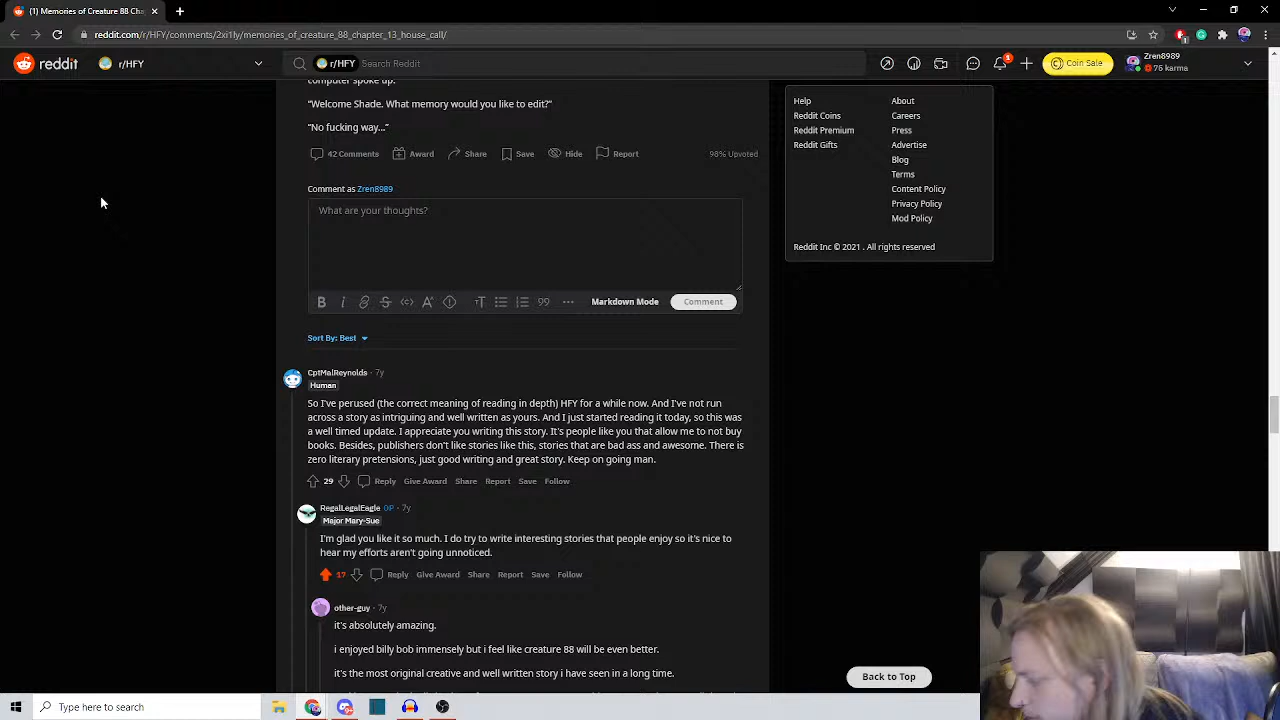 (1) Memories of Creature 88 Cha
reddit.com/r/HFY/comments/2xi1ly/memories_of_creature_88_chapter_13_house_call/
reddit
r/HFY
r/HFY
Search Reddit
Coin Sale
Zren8989
75 karma
computer spoke up.
“Welcome Shade. What memory would you like to edit?”
“No fucking way...”
42 Comments
Award
Share
Save
Hide
Report
98% Upvoted
Comment as Zren8989
What are your thoughts?
Markdown Mode
Comment
Sort By: Best
CptMalReynolds · 7y
Human
So I've perused (the correct meaning of reading in depth) HFY for a while now. And I've not run
across a story as intriguing and well written as yours. And I just started reading it today, so this was
a well timed update. I appreciate you writing this story. It's people like you that allow me to not buy
books. Besides, publishers don't like stories like this, stories that are bad ass and awesome. There is
zero literary pretensions, just good writing and great story. Keep on going man.
29
Reply
Give Award
Share
Report
Save
Follow
RegalLegalEagle OP · 7y
Major Mary-Sue
I'm glad you like it so much. I do try to write interesting stories that people enjoy so it's nice to
hear my efforts aren't going unnoticed.
17
Reply
Give Award
Share
Report
Save
Follow
other-guy · 7y
it's absolutely amazing.
i enjoyed billy bob immensely but i feel like creature 88 will be even better.
it's the most original creative and well written story i have seen in a long time.
Help
About
Reddit Coins
Careers
Reddit Premium
Press
Reddit Gifts
Advertise
Blog
Terms
Content Policy
Privacy Policy
Mod Policy
Reddit Inc © 2021 . All rights reserved
Back to Top
Type here to search